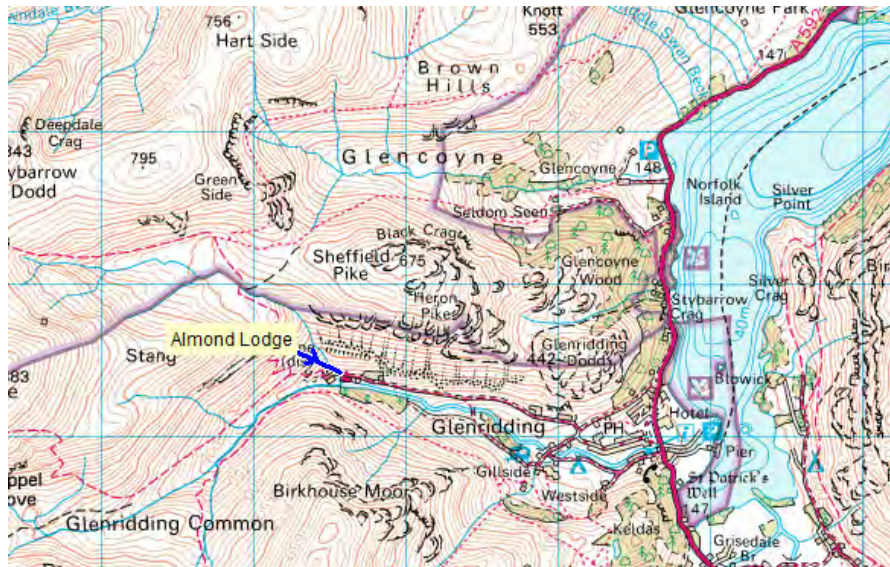 756
Hart Side
Knott
553
Glencoyne Park
A 592
147
Brown
Hills
Deepdale
Crag
795
Glencoyne
Glencoyne
P
148
843
Dodd
Green
Side
Norfolk
Island
Silver
Point
Seldom Seen
Black Crag
Sheffield
Pike
675
Glencoyne
Wood
Heron
Pike
Silver
Crag
Stybarrow
Crag
40m
Almond Lodge
Stang
Glenridding
Dodd
442
Blowick
Hotel
Glenridding
PH
i
P
Pier
Gillside
St Patrick's
Well
147
Birkhouse Moor
Westside
Glenridding Common
Keldas
Grisedale
Br